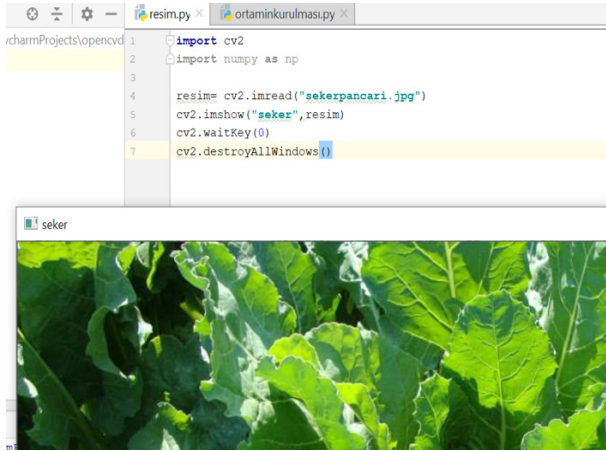 resim.py ortaminkurulması.py
ycharmProjects\opencvd
1 import cv2
2 import numpy as np
3
4 resim= cv2.imread("sekerpancari.jpg")
5 cv2.imshow("seker",resim)
6 cv2.waitKey(0)
7 cv2.destroyAllWindows()
seker